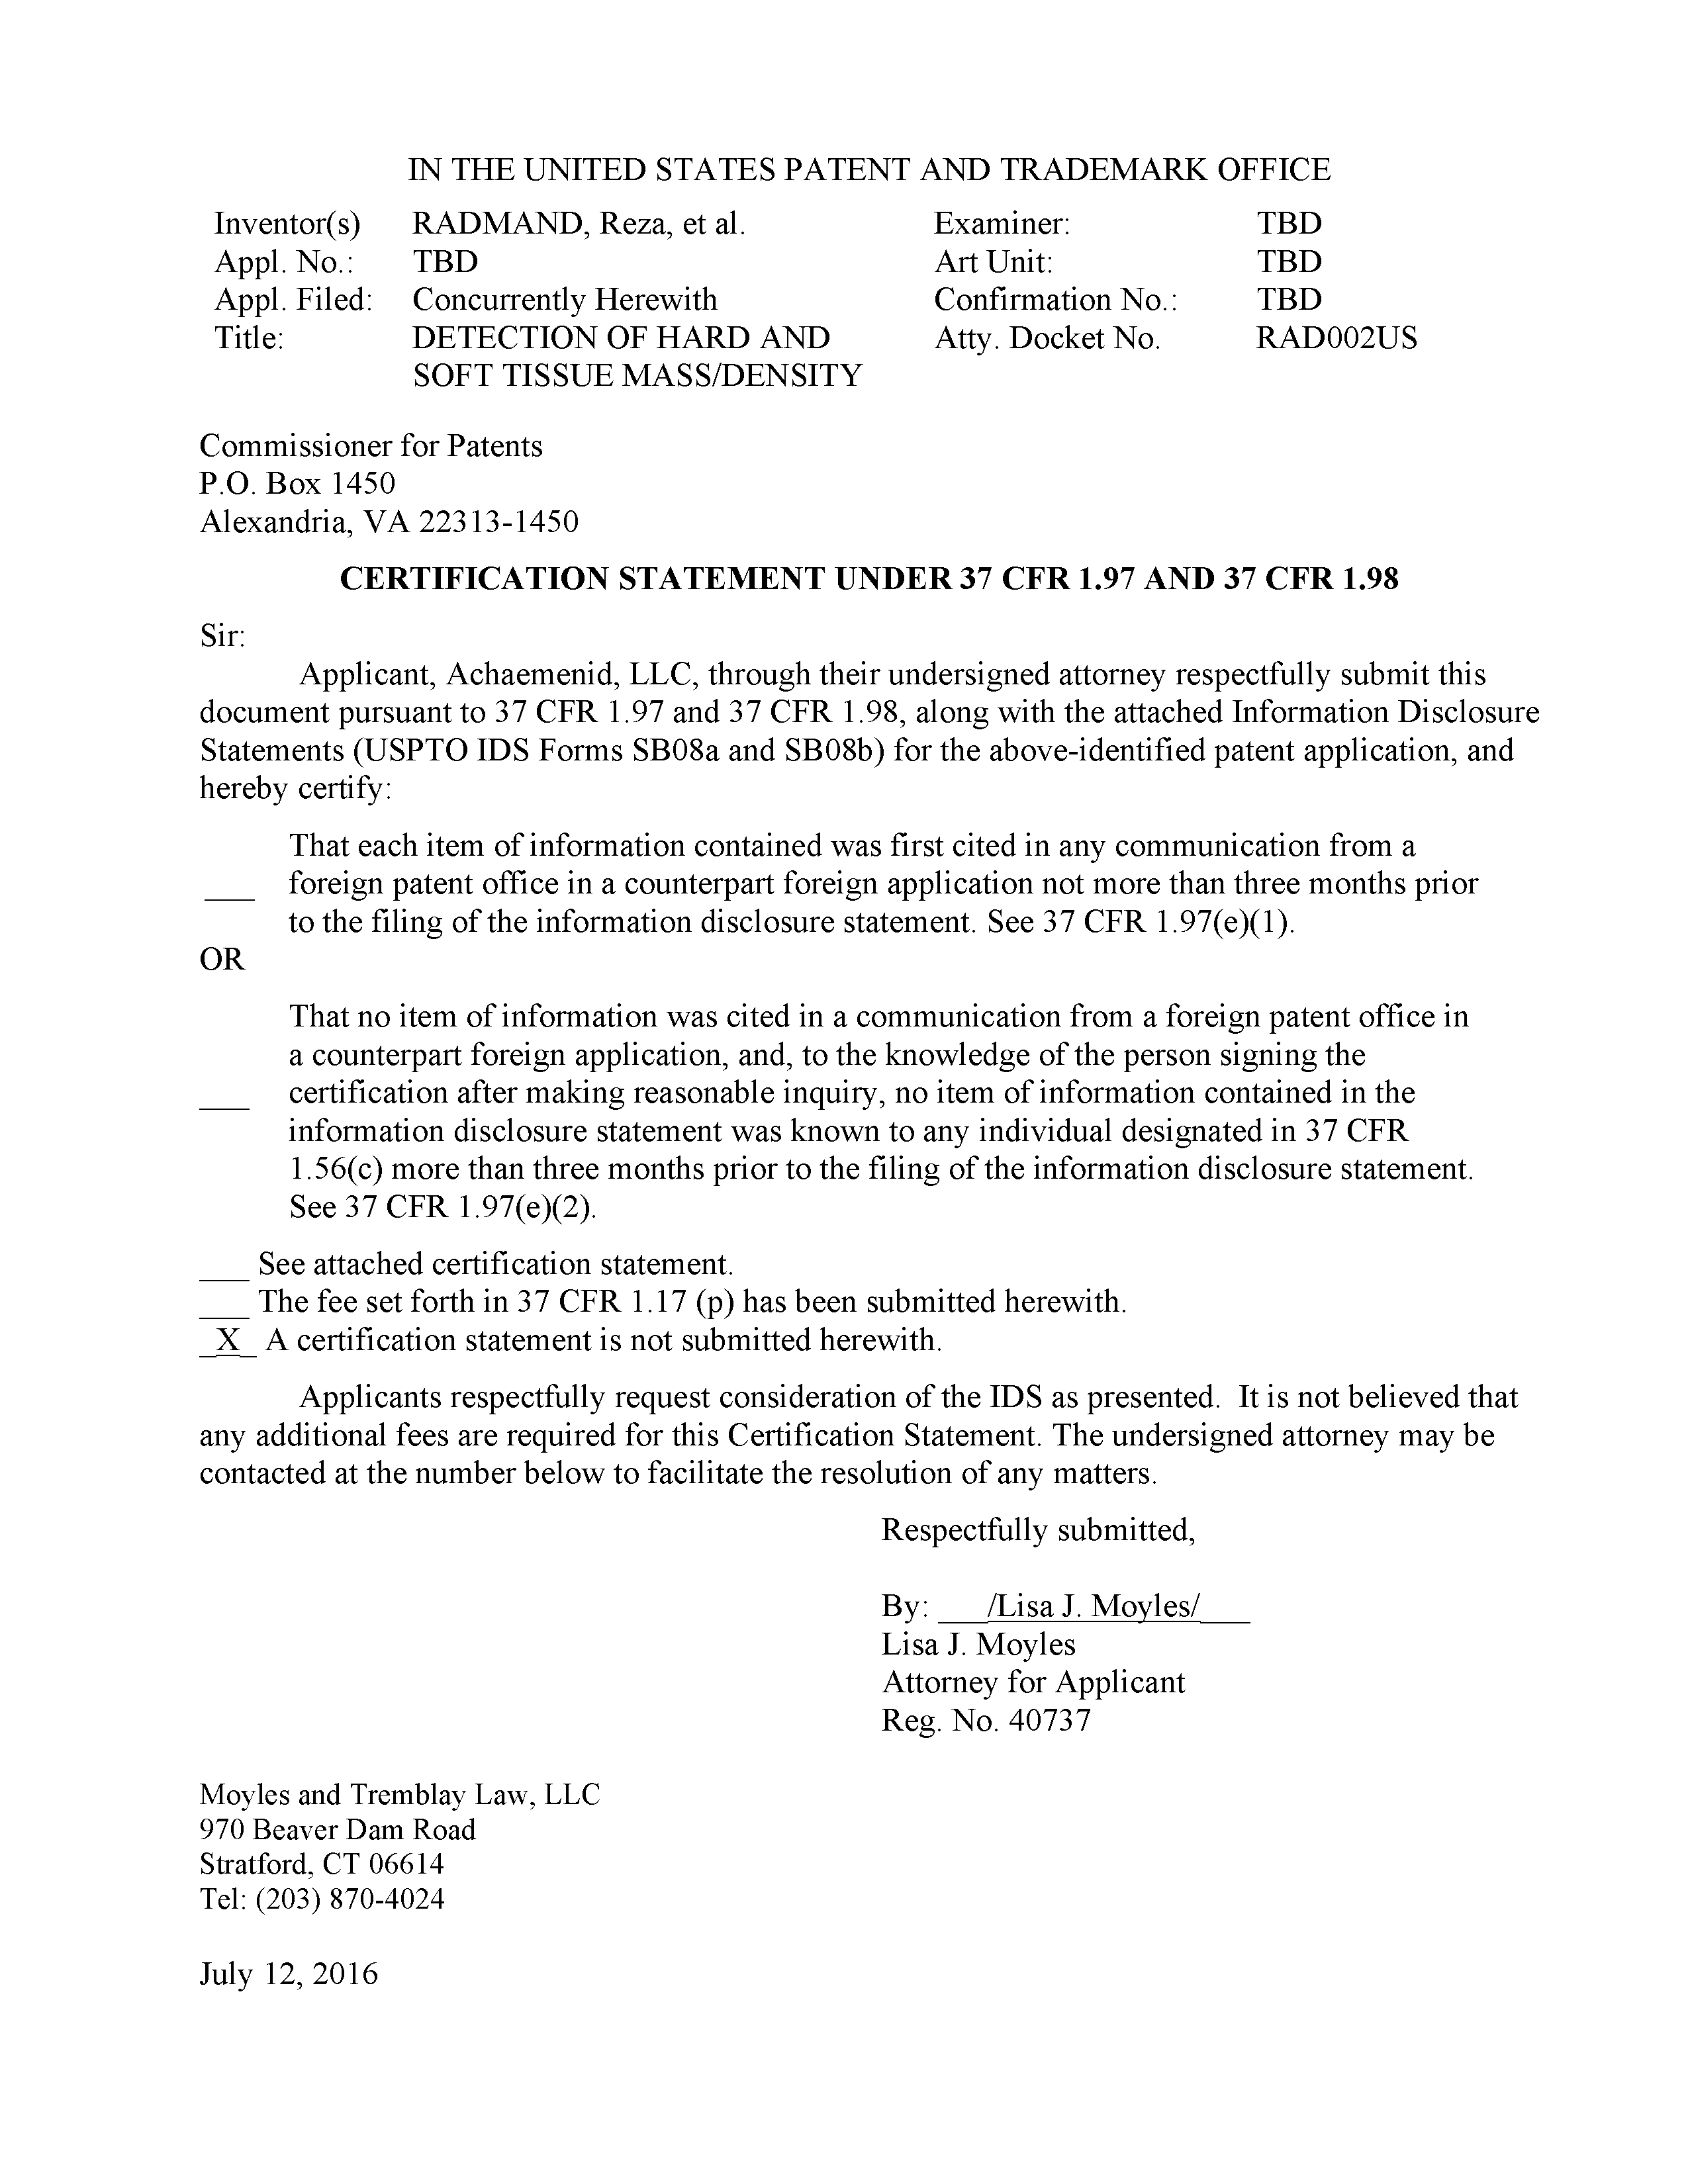 IN THE UNITED STATES PATENT AND TRADEMARK OFFICE
Inventor(s) RADMAND, Reza, et al. Examiner: TBD
Appl. No.: TBD Art Unit: TBD
Appl. Filed: Concurrently Herewith Confirmation No.: TBD
Title: DETECTION OF HARD AND Atty. Docket No. RAD002US
SOFT TISSUE MASS/DENSITY
Commissioner for Patents
P.O. Box 1450
Alexandria, VA 22313-1450
CERTIFICATION STATEMENT UNDER 37 CFR 1.97 AND 37 CFR 1.98
Sir:
Applicant, Achaemenid, LLC, through their undersigned attorney respectfully submit this
document pursuant to 37 CFR 1.97 and 37 CFR 1.98, along with the attached Information Disclosure
Statements (USPTO IDS Forms SB08a and SB08b) for the above-identified patent application, and
hereby certify:
That each item of information contained was first cited in any communication from a
___ foreign patent office in a counterpart foreign application not more than three months prior
to the filing of the information disclosure statement. See 37 CFR 1.97(e)(1).
OR
That no item of information was cited in a communication from a foreign patent office in
a counterpart foreign application, and, to the knowledge of the person signing the
___ certification after making reasonable inquiry, no item of information contained in the
information disclosure statement was known to any individual designated in 37 CFR
1.56(c) more than three months prior to the filing of the information disclosure statement.
See 37 CFR 1.97(e)(2).
___ See attached certification statement.
___ The fee set forth in 37 CFR 1.17 (p) has been submitted herewith.
_X_ A certification statement is not submitted herewith.
Applicants respectfully request consideration of the IDS as presented. It is not believed that
any additional fees are required for this Certification Statement. The undersigned attorney may be
contacted at the number below to facilitate the resolution of any matters.
Respectfully submitted,
By: ___/Lisa J. Moyles/___
Lisa J. Moyles
Attorney for Applicant
Reg. No. 40737
Moyles and Tremblay Law, LLC
970 Beaver Dam Road
Stratford, CT 06614
Tel: (203) 870-4024
July 12, 2016